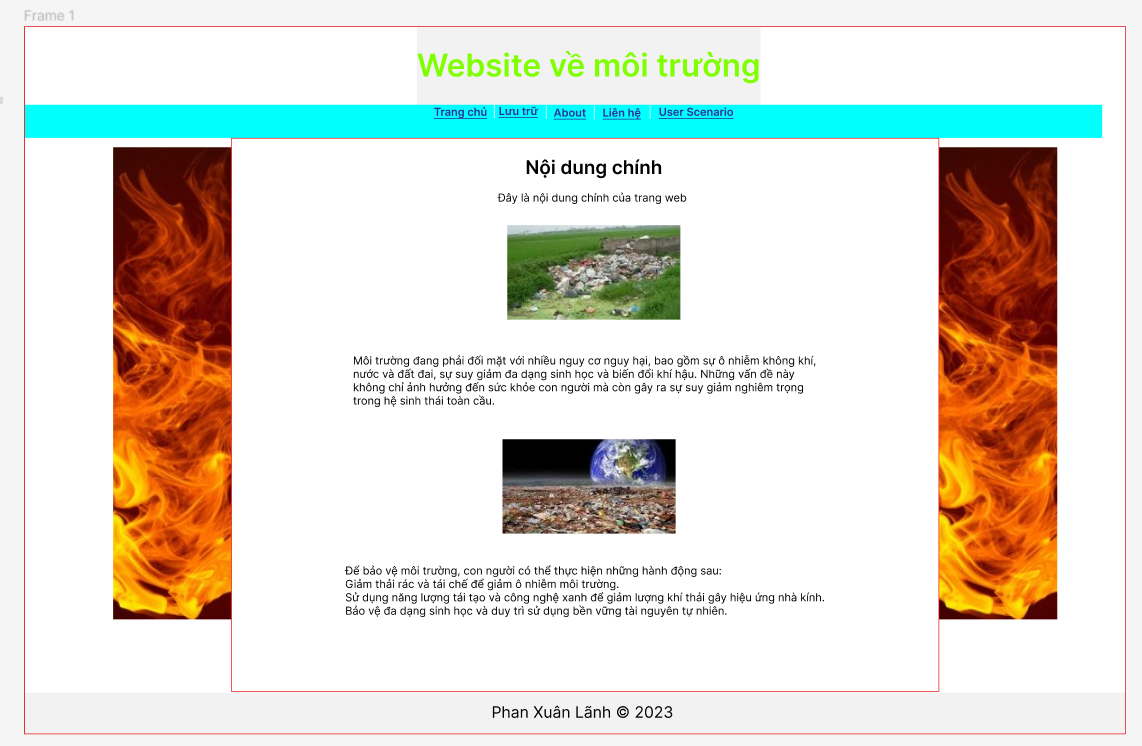 Frame 1
Website về môi trường
Trang chủ Lưu trữ About Liên hệ User Scenario
Nội dung chính
Đây là nội dung chính của trang web
Môi trường đang phải đối mặt với nhiều nguy cơ nguy hại, bao gồm sự ô nhiễm không khí,
nước và đất đai, sự suy giảm đa dạng sinh học và biến đổi khí hậu. Những vấn đề này
không chỉ ảnh hưởng đến sức khỏe con người mà còn gây ra sự suy giảm nghiêm trọng
trong hệ sinh thái toàn cầu.
Để bảo vệ môi trường, con người có thể thực hiện những hành động sau:
Giảm thải rác và tái chế để giảm ô nhiễm môi trường.
Sử dụng năng lượng tái tạo và công nghệ xanh để giảm lượng khí thải gây hiệu ứng nhà kính.
Bảo vệ đa dạng sinh học và duy trì sử dụng bền vững tài nguyên tự nhiên.
Phan Xuân Lãnh © 2023